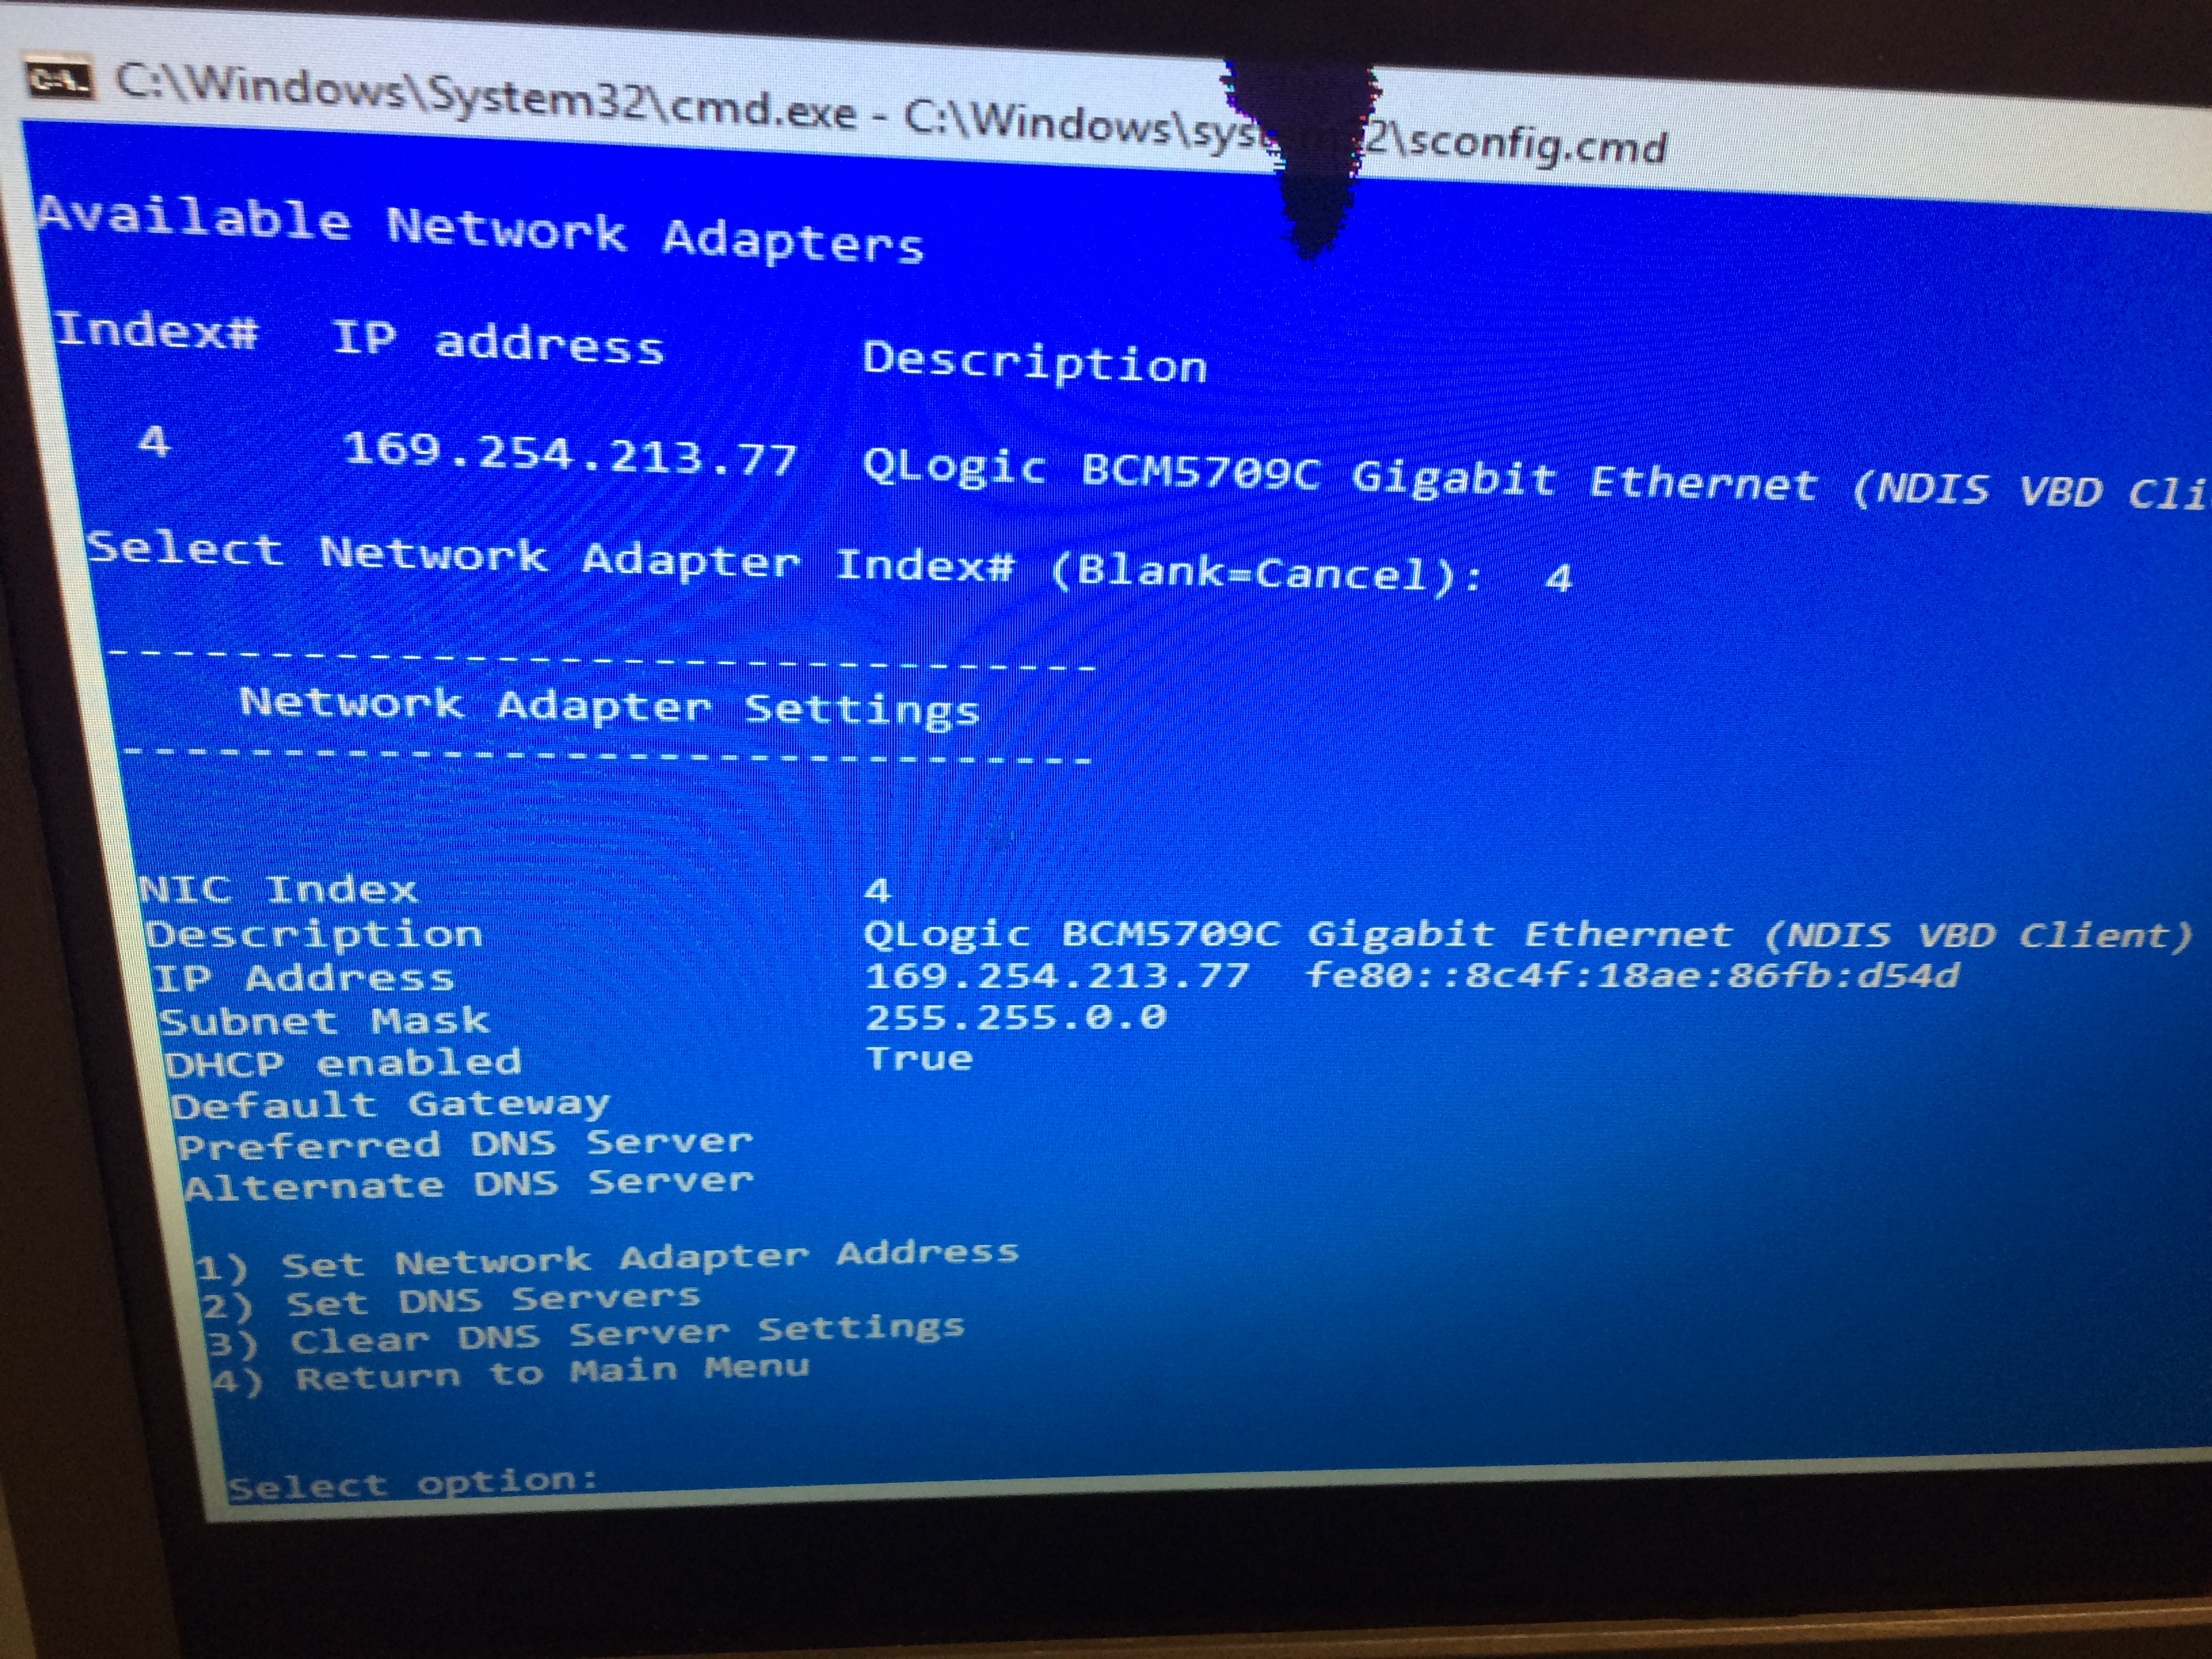 C:\Windows\System32\cmd.exe - C:\Windows\sys 2\sconfig.cmd
Available Network Adapters
Index# IP address Description
4 169.254.213.77 QLogic BCM5709C Gigabit Ethernet (NDIS VBD Cli
Select Network Adapter Index# (Blank=Cancel): 4
--------------------------------
Network Adapter Settings
--------------------------------
NIC Index 4
Description QLogic BCM5709C Gigabit Ethernet (NDIS VBD Client)
IP Address 169.254.213.77 fe80::8c4f:18ae:86fb:d54d
Subnet Mask 255.255.0.0
DHCP enabled True
Default Gateway
Preferred DNS Server
Alternate DNS Server
1) Set Network Adapter Address
2) Set DNS Servers
3) Clear DNS Server Settings
4) Return to Main Menu
Select option: